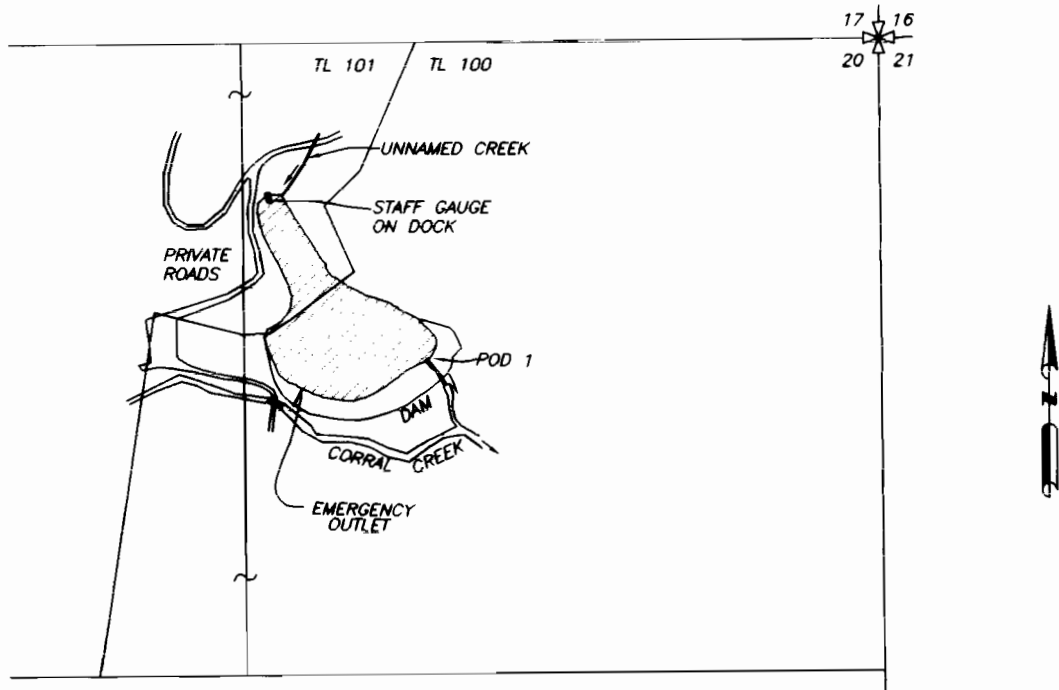 17 16
20 21
TL 101 TL 100
UNNAMED CREEK
STAFF GAUGE
ON DOCK
PRIVATE
ROADS
POD 1
DAM
CORRAL CREEK
EMERGENCY
OUTLET
N